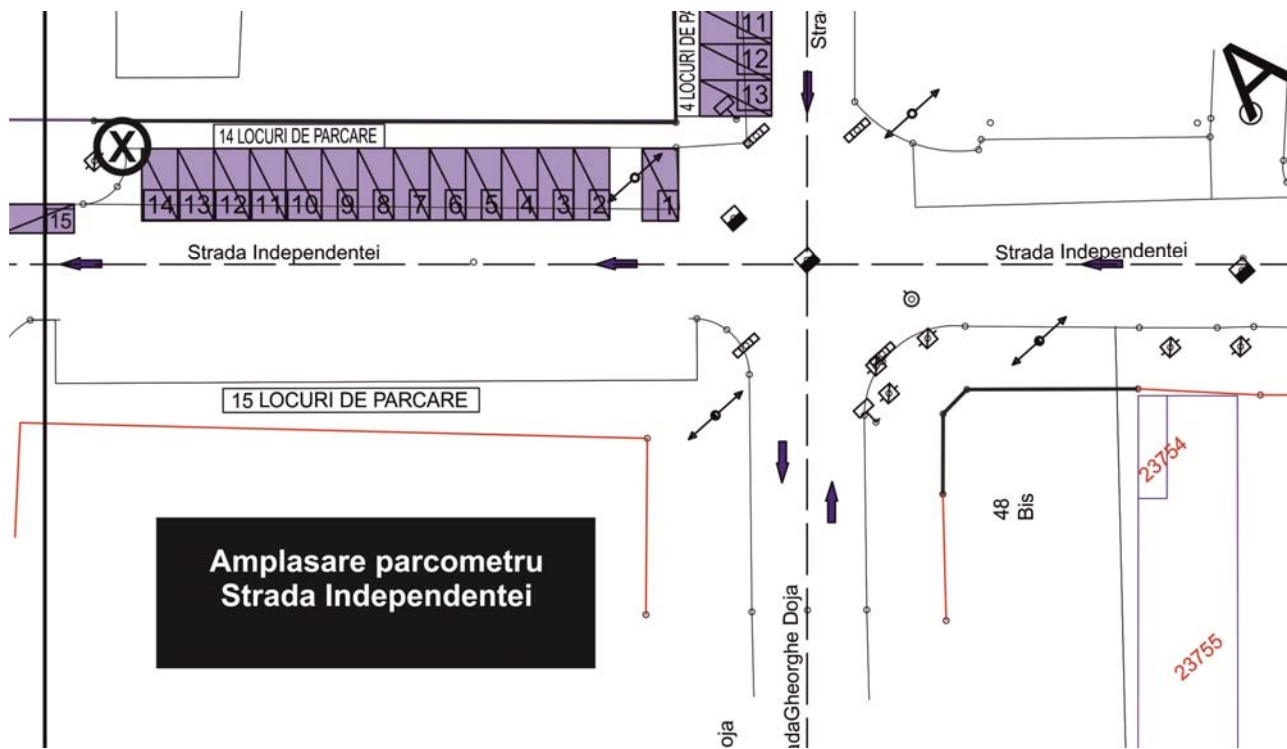 11
12
13
4 LOCURI DE PA
Stra
A
X
14 LOCURI DE PARCARE
14 13 12 11 10 9 8 7 6 5 4 3 2 1
15
Strada Independentei
Strada Independentei
15 LOCURI DE PARCARE
Amplasare parcometru
Strada Independentei
48
Bis
23754
23755
adaGheorghe Doja
oja